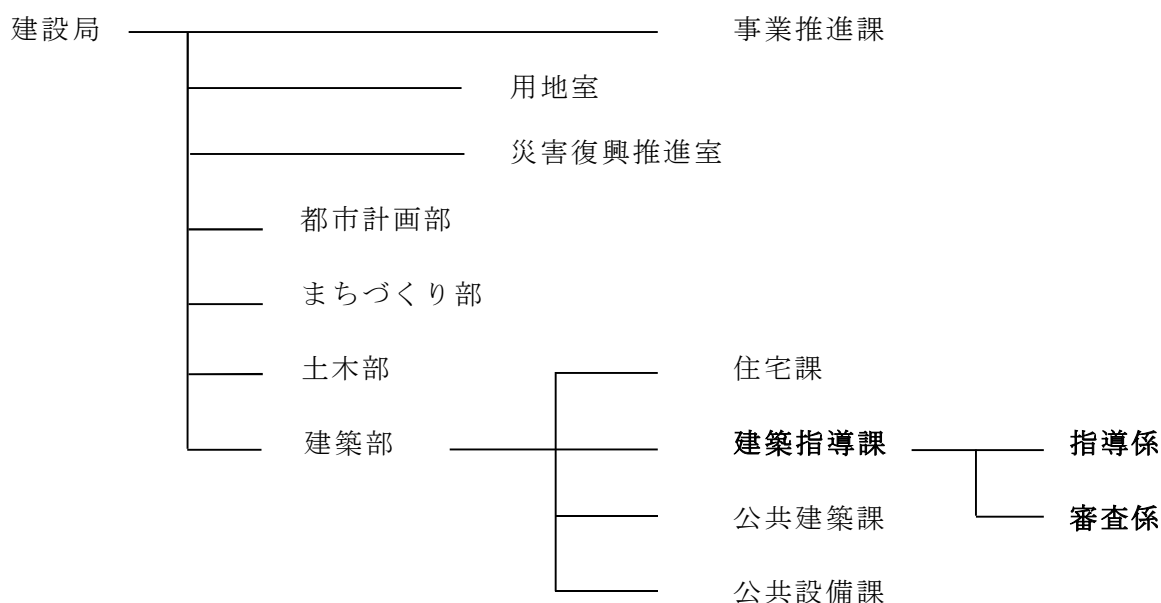 建設局 事業推進課
用地室
災害復興推進室
都市計画部
まちづくり部
土木部 住宅課
建築部 建築指導課 指導係
公共建築課 審査係
公共設備課